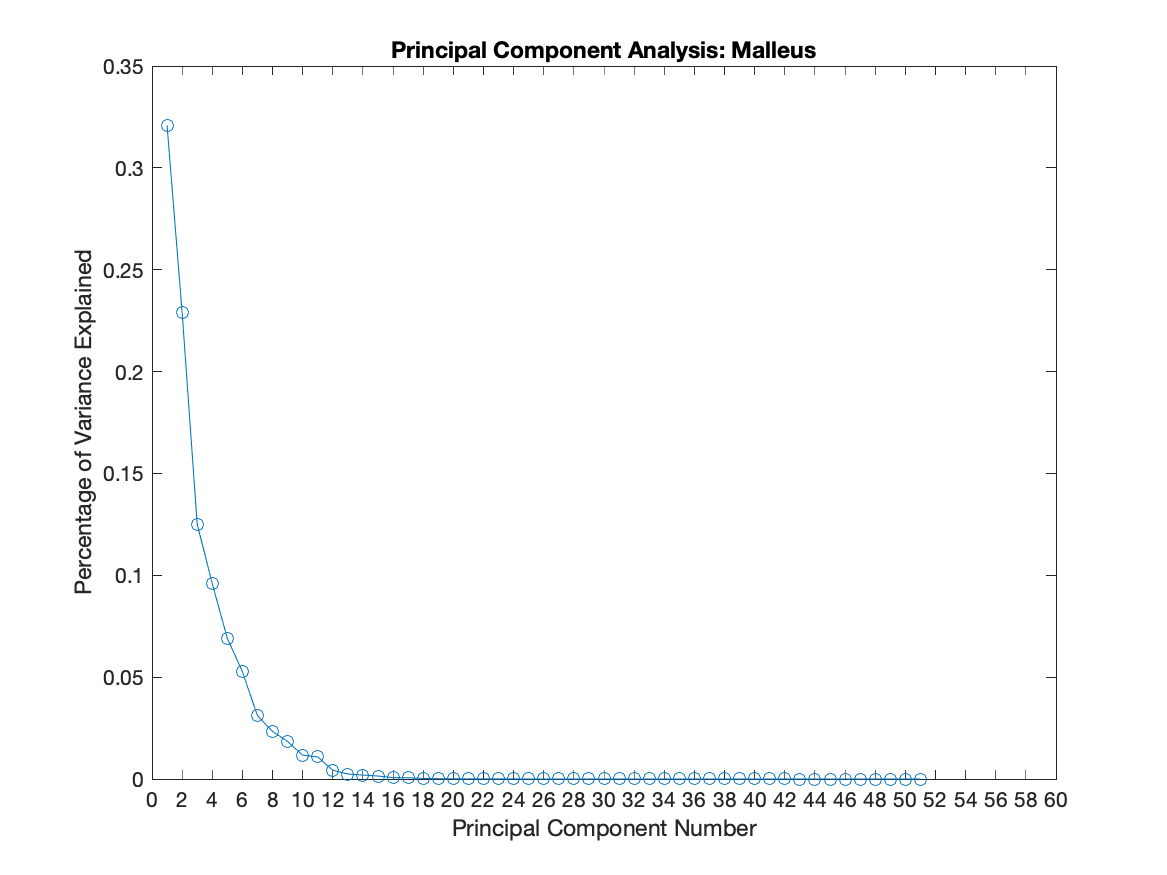 Principal Component Analysis: Malleus
0.35
0.3
0.25
0.2
0.15
0.1
0.05
0
Percentage of Variance Explained
0 2 4 6 8 10 12 14 16 18 20 22 24 26 28 30 32 34 36 38 40 42 44 46 48 50 52 54 56 58 60
Principal Component Number